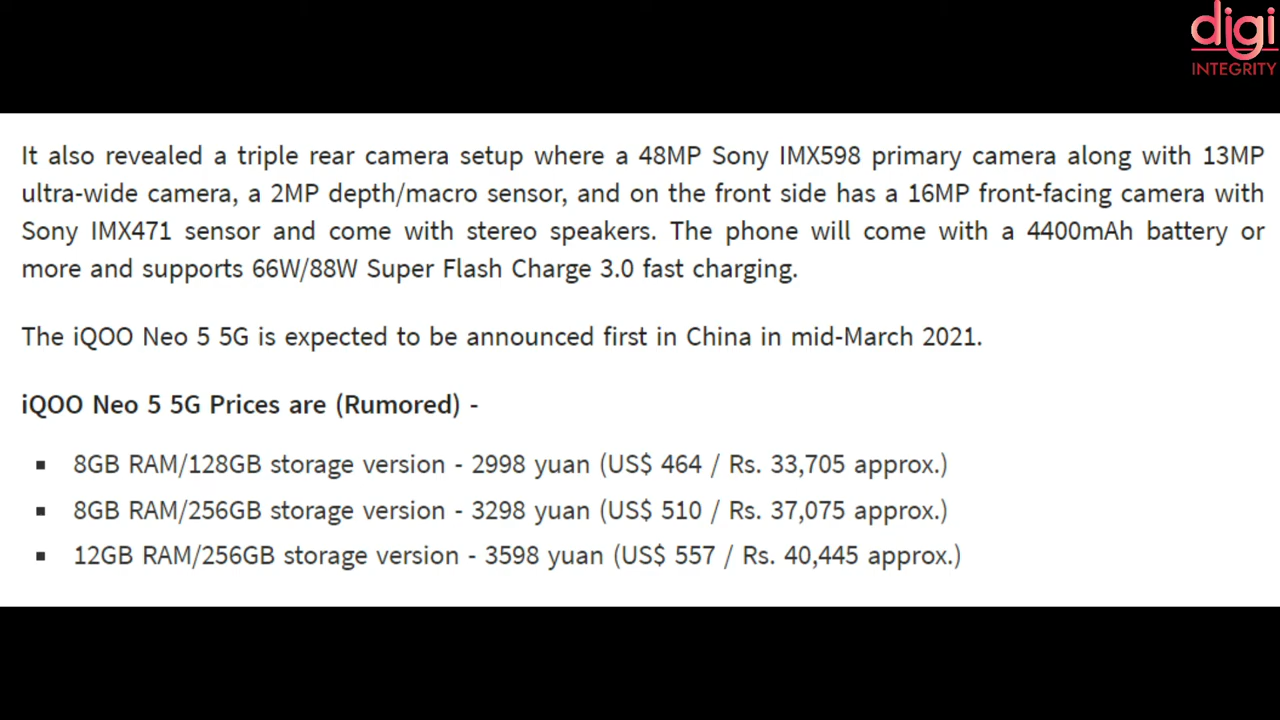 digi
INTEGRITY
It also revealed a triple rear camera setup where a 48MP Sony IMX598 primary camera along with 13MP
ultra-wide camera, a 2MP depth/macro sensor, and on the front side has a 16MP front-facing camera with
Sony IMX471 sensor and come with stereo speakers. The phone will come with a 4400mAh battery or
more and supports 66W/88W Super Flash Charge 3.0 fast charging.
The iQOO Neo 5 5G is expected to be announced first in China in mid-March 2021.
iQOO Neo 5 5G Prices are (Rumored) -
▪ 8GB RAM/128GB storage version - 2998 yuan (US$ 464 / Rs. 33,705 approx.)
▪ 8GB RAM/256GB storage version - 3298 yuan (US$ 510 / Rs. 37,075 approx.)
▪ 12GB RAM/256GB storage version - 3598 yuan (US$ 557 / Rs. 40,445 approx.)